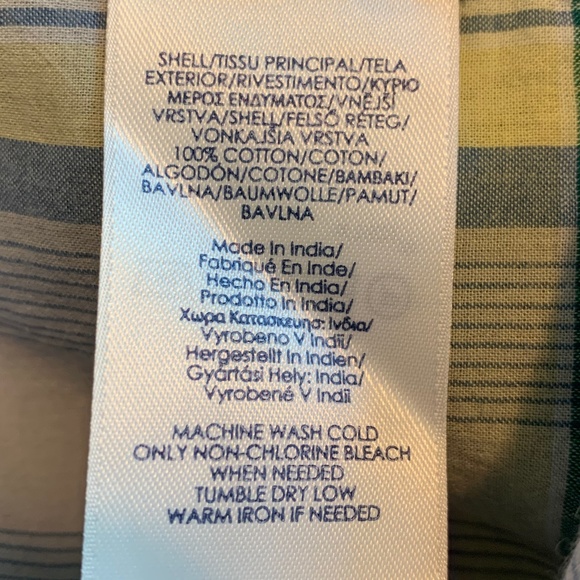 SHELL/TISSU PRINCIPAL/TELA
EXTERIOR/RIVESTIMENTO/ΚΥΡΙΟ
ΜΕΡΟΣ ΕΝΔΥΜΑΤΟΣ/VNĚJŠÍ
VRSTVA/SHELL/FELSŐ RÉTEG/
VONKAJŠIA VRSTVA
100% COTTON/COTON/
ALGODÓN/COTONE/BAMBAKI/
BAVLNA/BAUMWOLLE/PAMUT/
BAVLNA
Made In India/
Fabriqué En Inde/
Hecho En India/
Prodotto In India/
Χωρα Κατασκευησ: Ινδια/
Vyrobeno V Indii/
Hergestellt In Indien/
Gyártási Hely: India/
Vyrobené V Indii
MACHINE WASH COLD
ONLY NON-CHLORINE BLEACH
WHEN NEEDED
TUMBLE DRY LOW
WARM IRON IF NEEDED